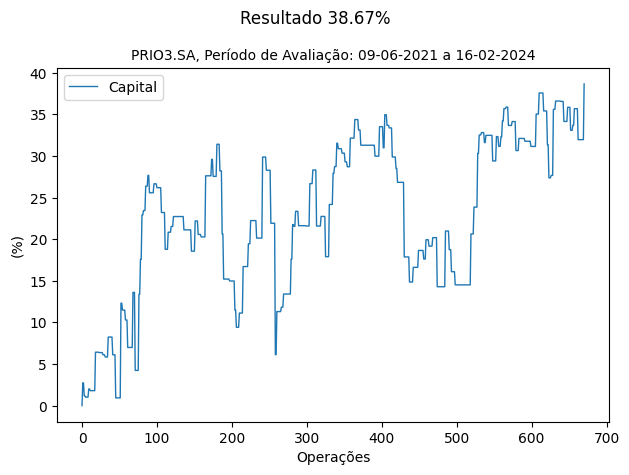 Resultado 38.67%
PRIO3.SA, Período de Avaliação: 09-06-2021 a 16-02-2024
Capital
40
35
30
25
20
15
10
5
0
(%)
0 100 200 300 400 500 600 700
Operações